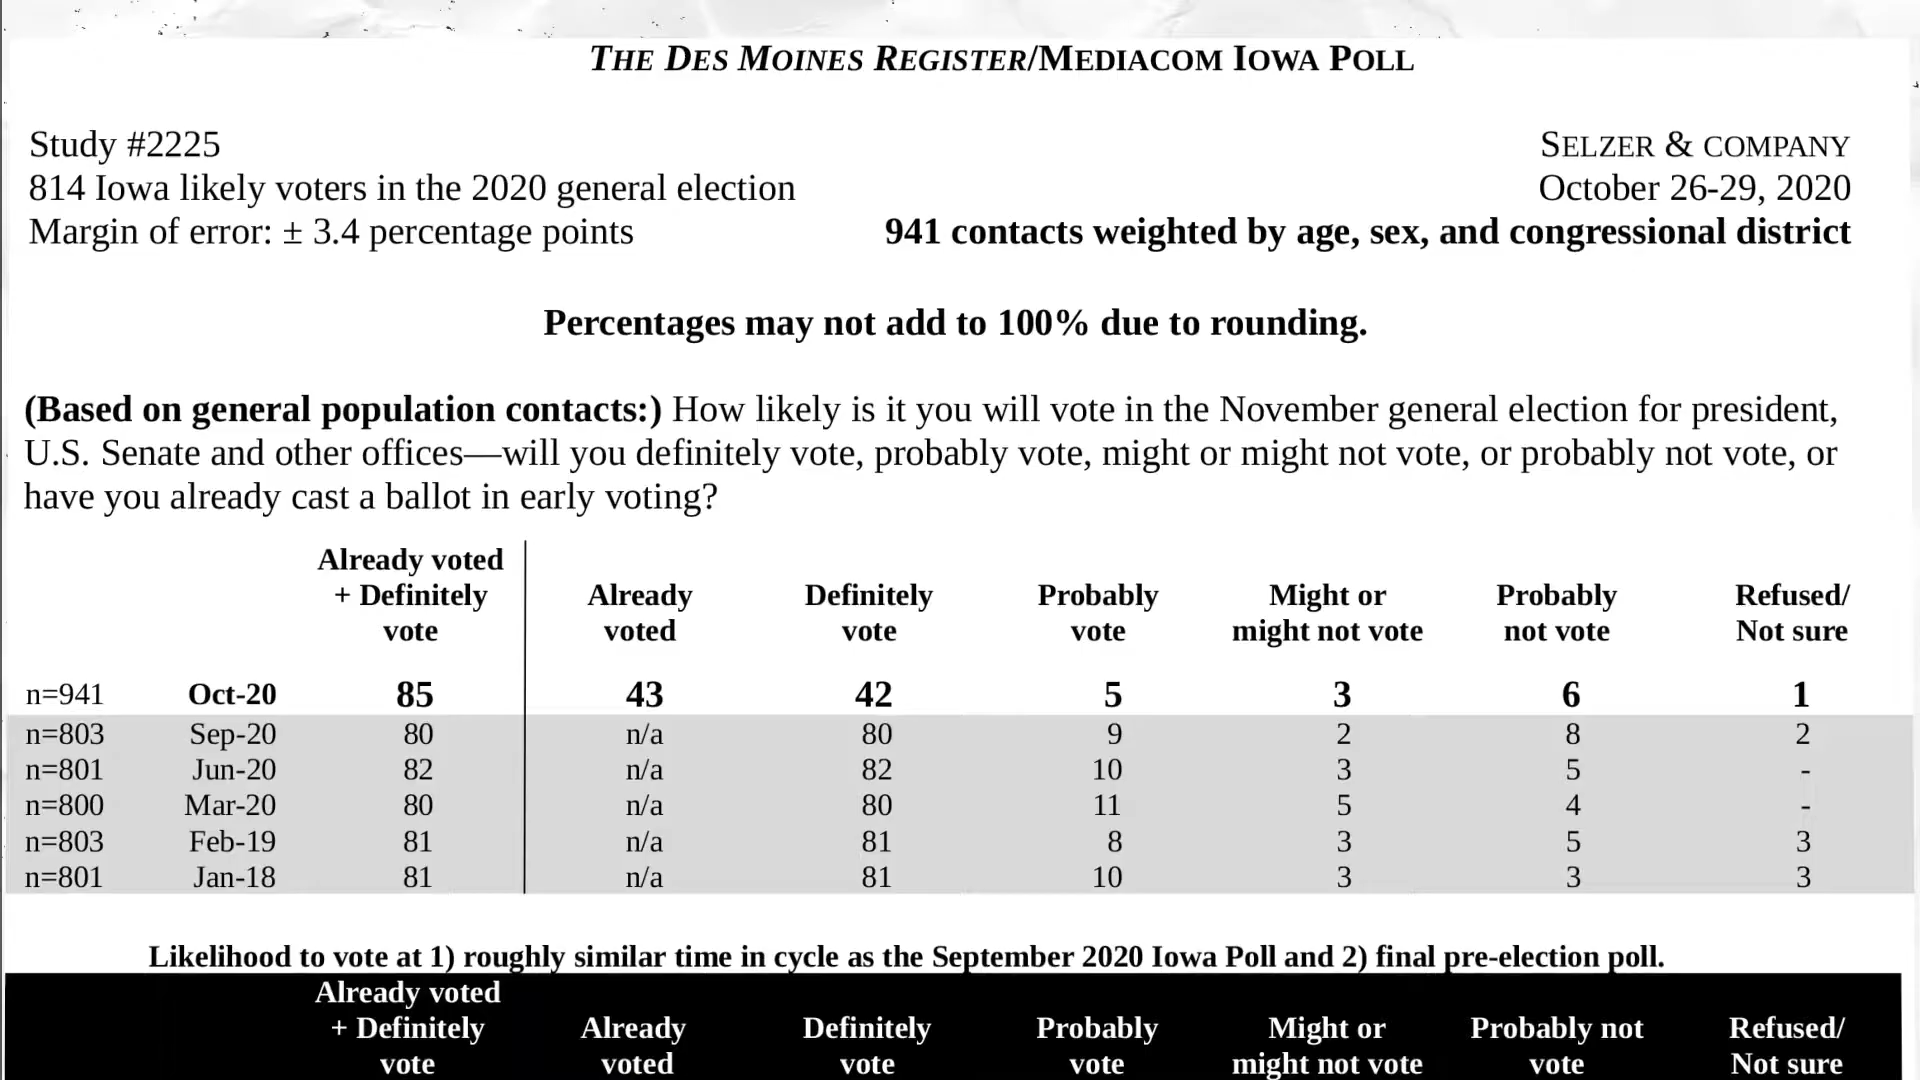 THE DES MOINES REGISTER/MEDIACOM IOWA POLL
Study #2225 SELZER & COMPANY
814 Iowa likely voters in the 2020 general election October 26-29, 2020
Margin of error: ± 3.4 percentage points 941 contacts weighted by age, sex, and congressional district
Percentages may not add to 100% due to rounding.
(Based on general population contacts:) How likely is it you will vote in the November general election for president,
U.S. Senate and other offices—will you definitely vote, probably vote, might or might not vote, or probably not vote, or
have you already cast a ballot in early voting?
Already voted
+ Definitely Already Definitely Probably Might or Probably Refused/
vote voted vote vote might not vote not vote Not sure
n=941 Oct-20 85 43 42 5 3 6 1
n=803 Sep-20 80 n/a 80 9 2 8 2
n=801 Jun-20 82 n/a 82 10 3 5 -
n=800 Mar-20 80 n/a 80 11 5 4 -
n=803 Feb-19 81 n/a 81 8 3 5 3
n=801 Jan-18 81 n/a 81 10 3 3 3
Likelihood to vote at 1) roughly similar time in cycle as the September 2020 Iowa Poll and 2) final pre-election poll.
Already voted
+ Definitely Already Definitely Probably Might or Probably not Refused/
vote voted vote vote might not vote vote Not sure